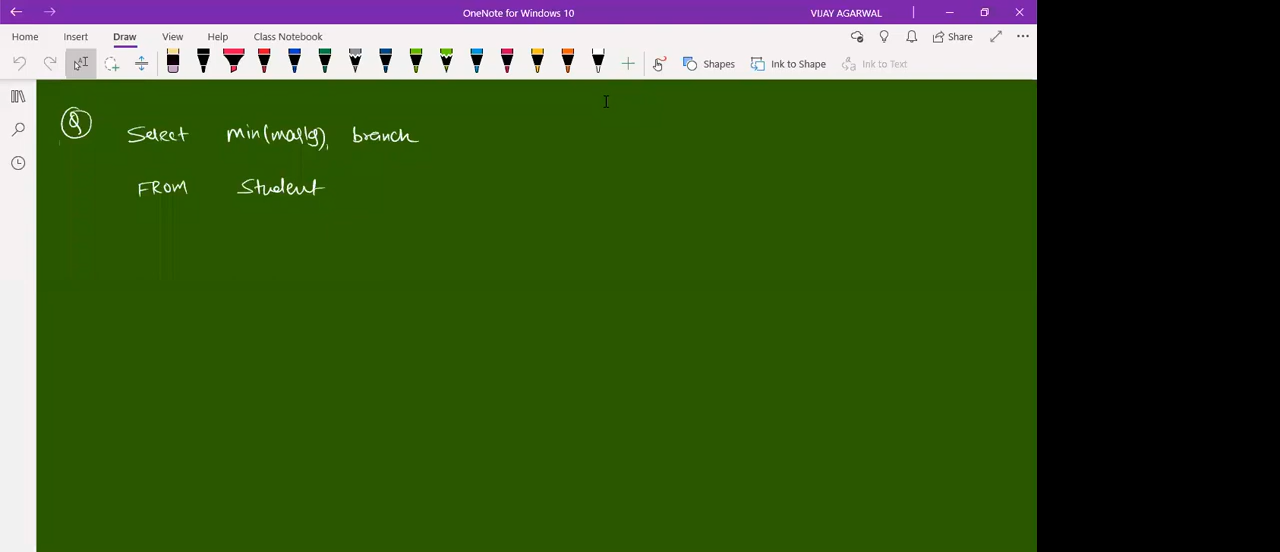 OneNote for Windows 10
VIJAY AGARWAL
Home Insert Draw View Help Class Notebook
Share
Shapes Ink to Shape Ink to Text
Q Select min(marks), branch
FROM Student